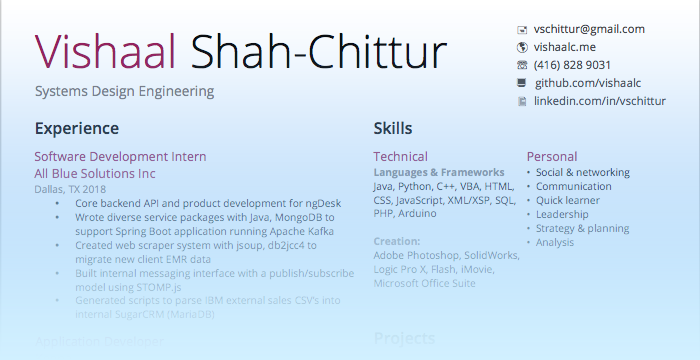 Vishaal Shah-Chittur
Systems Design Engineering
vschittur@gmail.com
vishaalc.me
(416) 828 9031
github.com/vishaalc
linkedin.com/in/vschittur
Experience
Software Development Intern
All Blue Solutions Inc
Dallas, TX 2018
• Core backend API and product development for ngDesk
• Wrote diverse service packages with Java, MongoDB to
support Spring Boot application running Apache Kafka
• Created web scraper system with jsoup, db2jcc4 to
migrate new client EMR data
• Built internal messaging interface with a publish/subscribe
model using STOMP.js
• Generated scripts to parse IBM external sales CSV's into
internal SugarCRM (MariaDB)
Application Developer
Skills
Technical
Languages & Frameworks
Java, Python, C++, VBA, HTML,
CSS, JavaScript, XML/XSP, SQL,
PHP, Arduino
Creation:
Adobe Photoshop, SolidWorks,
Logic Pro X, Flash, iMovie,
Microsoft Office Suite
Personal
• Social & networking
• Communication
• Quick learner
• Leadership
• Strategy & planning
• Analysis
Projects